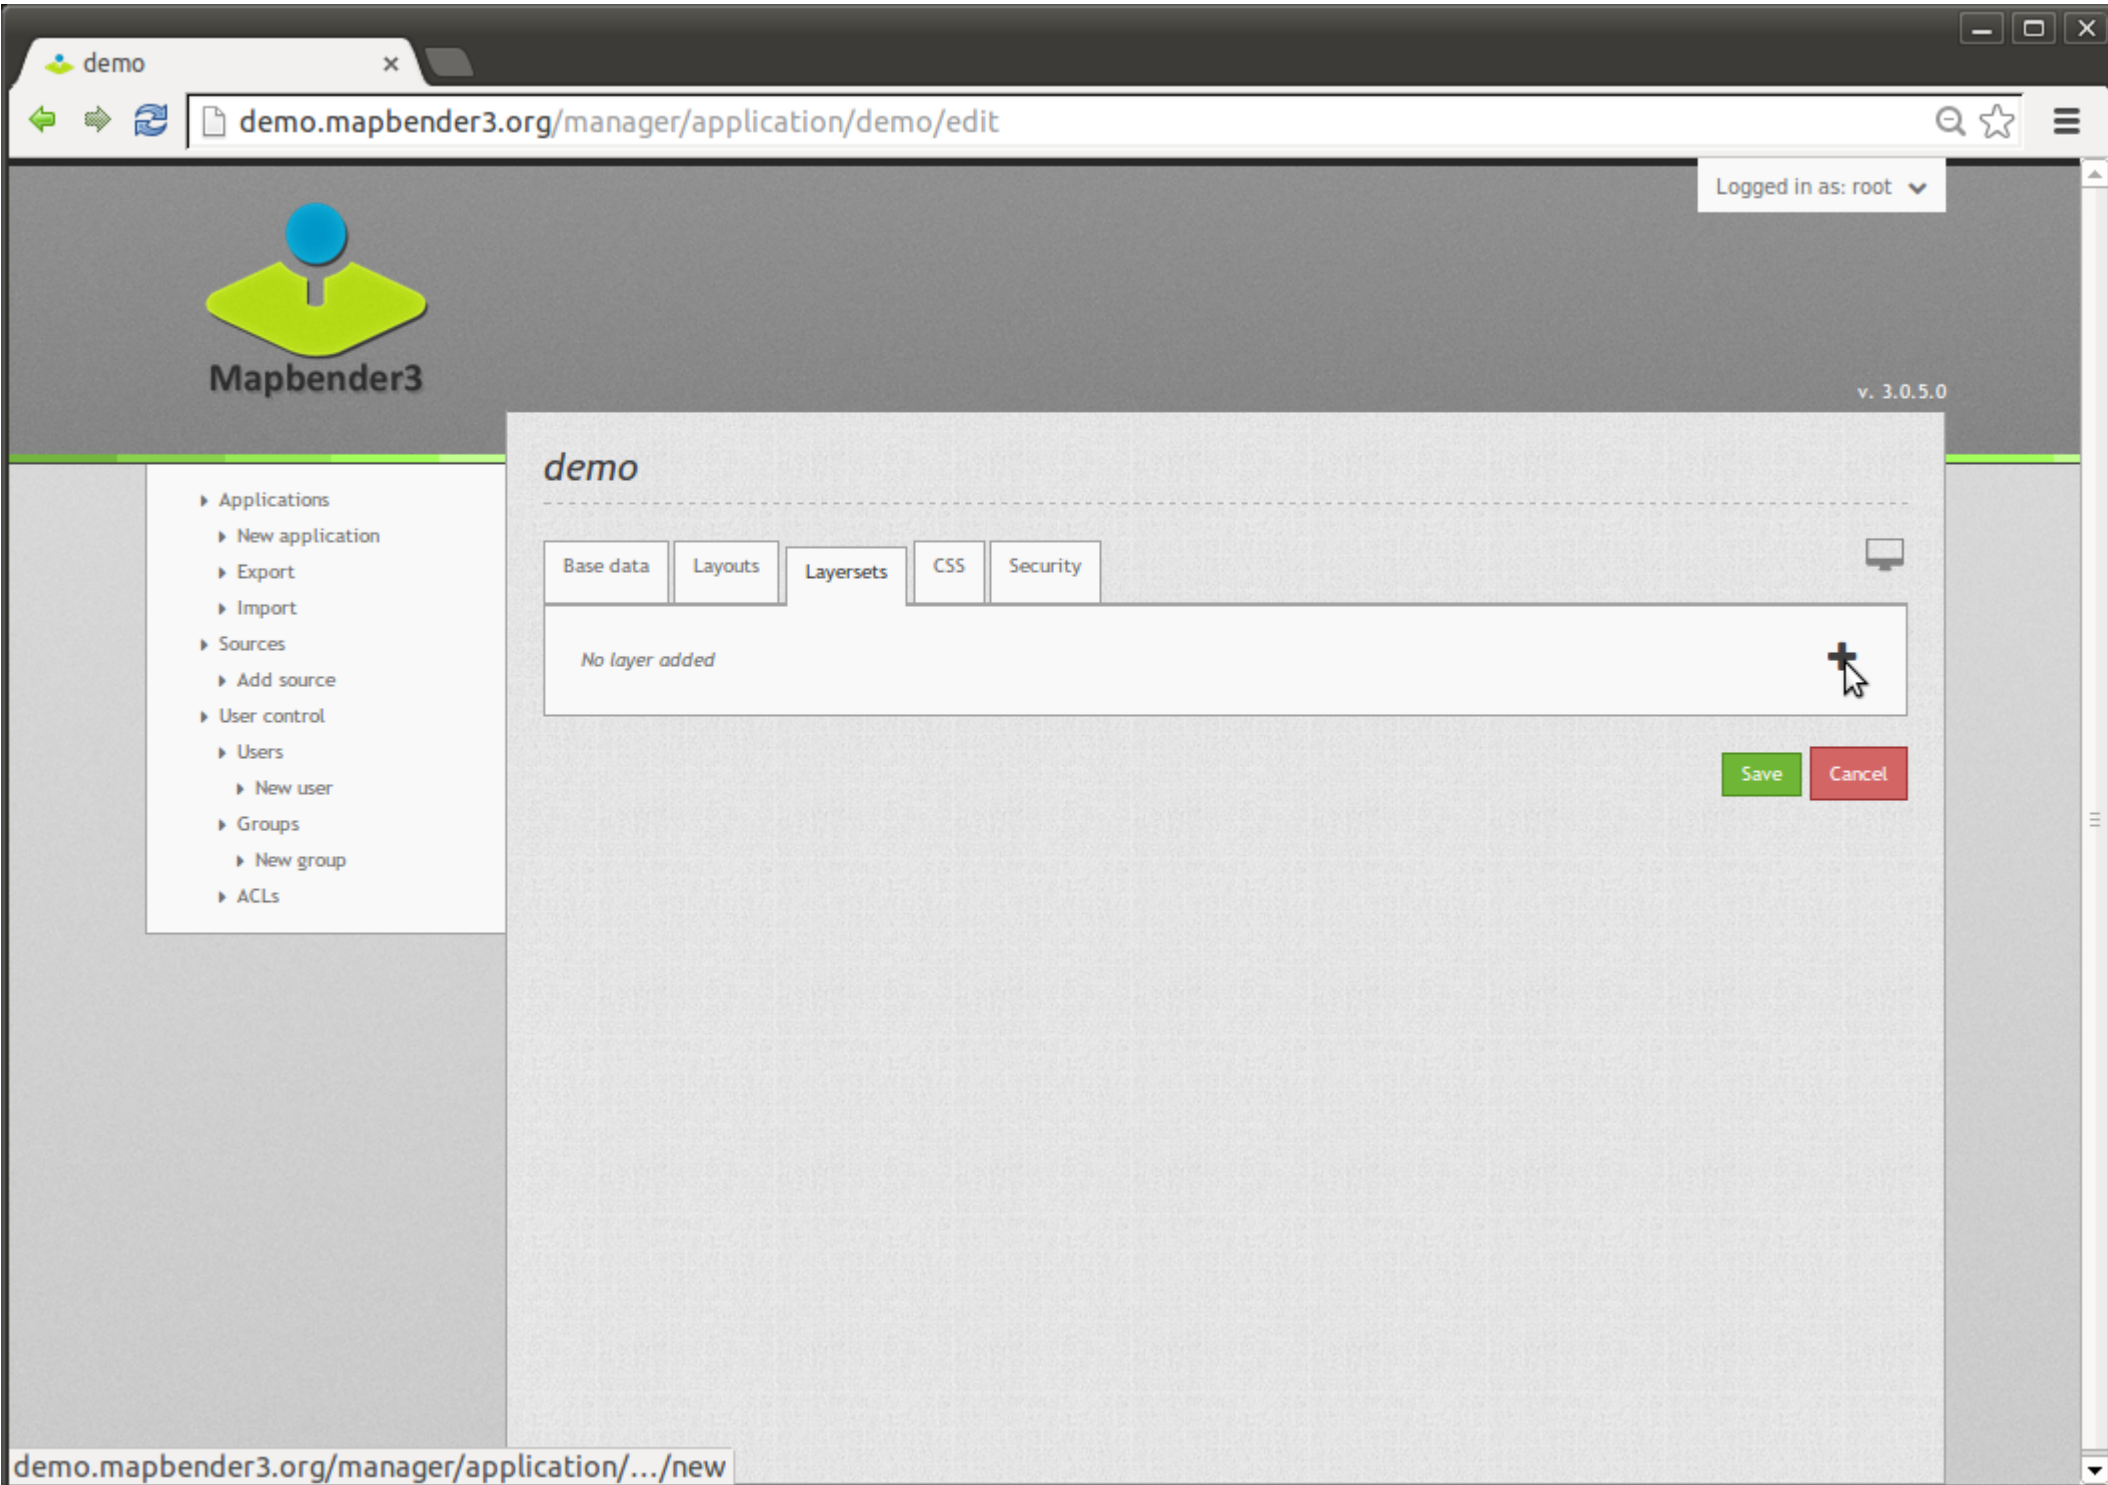 demo
demo.mapbender3.org/manager/application/demo/edit
Logged in as: root
Mapbender3
v. 3.0.5.0
demo
Applications
New application
Export
Import
Sources
Add source
User control
Users
New user
Groups
New group
ACLs
Base data Layouts Layersets CSS Security
No layer added
Save Cancel
demo.mapbender3.org/manager/application/.../new